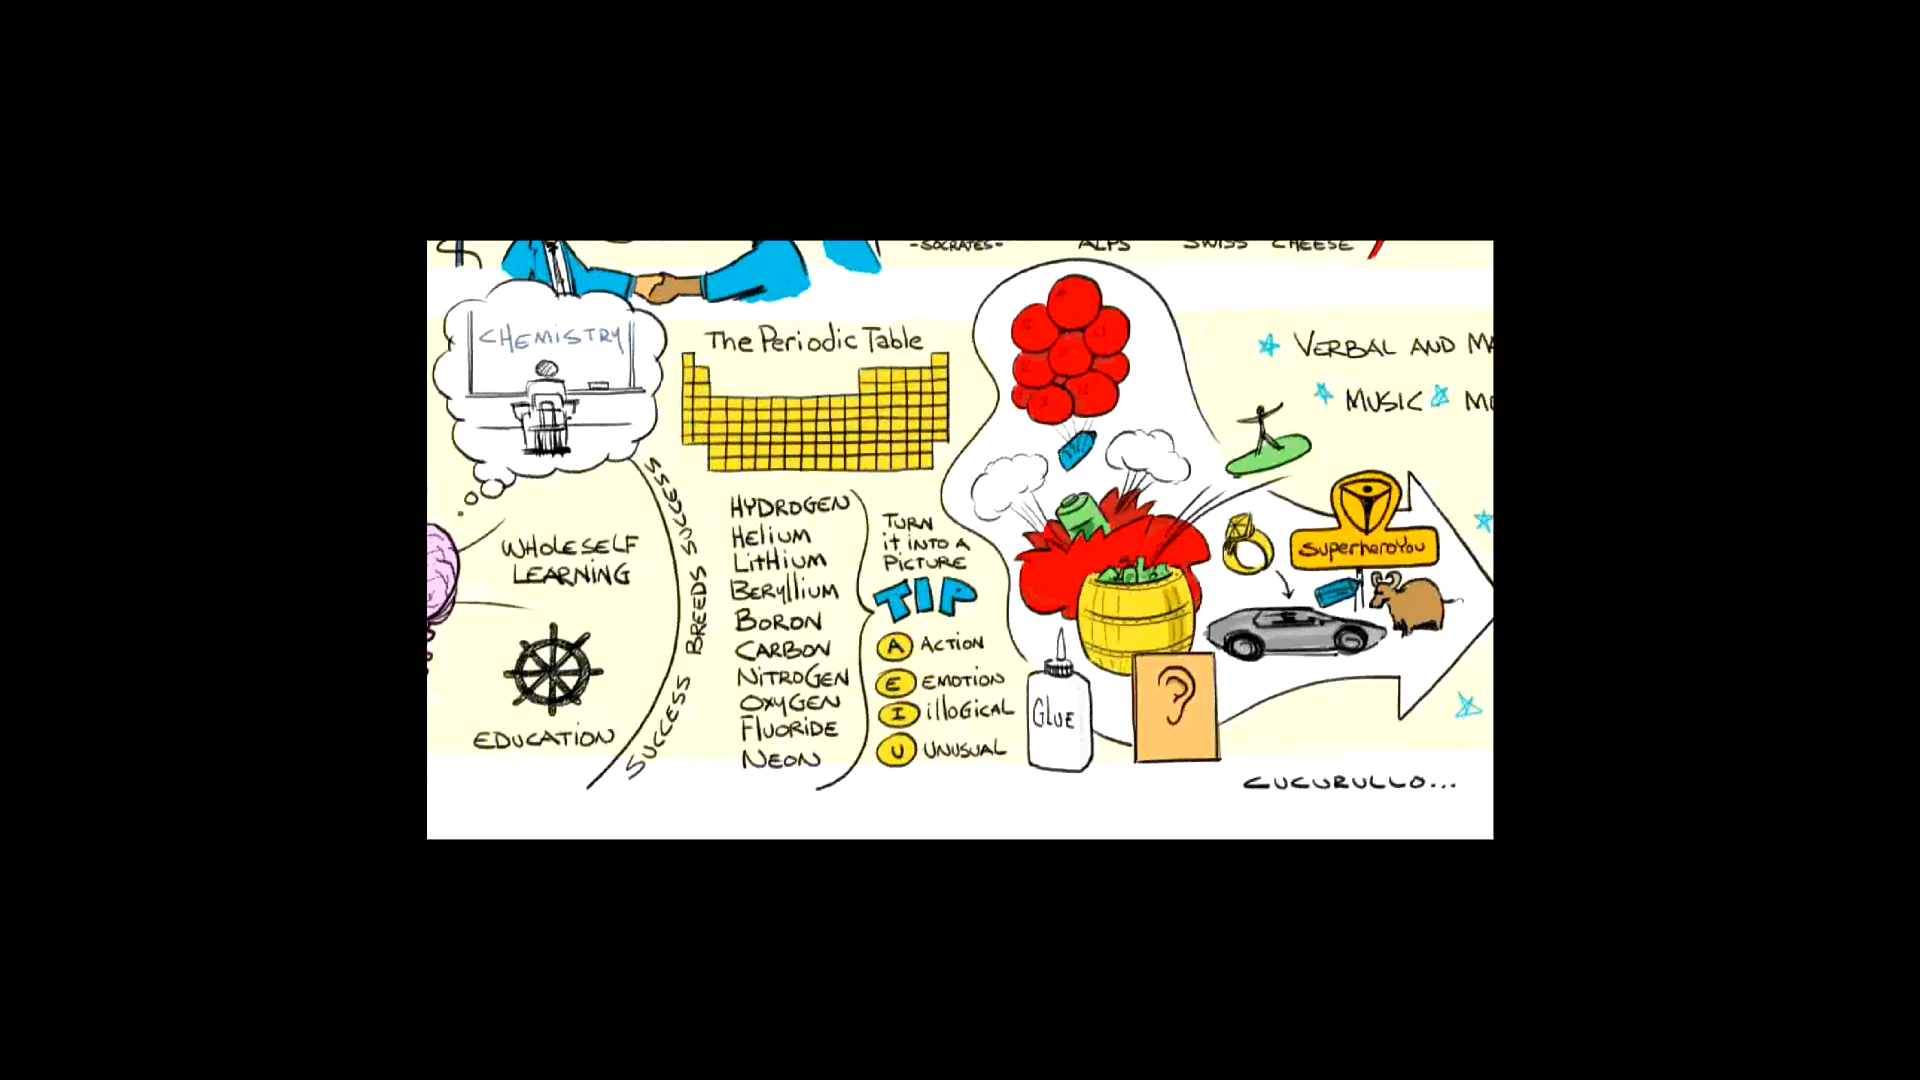 -SOCRATES-
ALPS
SWISS CHEESE
CHEMISTRY
The Periodic Table
WHOLESELF
LEARNING
EDUCATION
SUCCESS BREEDS SUCCESS
HYDROGEN
HELIUM
LITHIUM
BERYLLIUM
BORON
CARBON
NITROGEN
OXYGEN
FLUORIDE
NEON
TURN
it INTO A
PICTURE
TIP
A ACTION
E EMOTION
I illOGICAL
U UNUSUAL
GLUE
SuperheroYou
VERBAL AND
MUSIC
CUCURULLO...